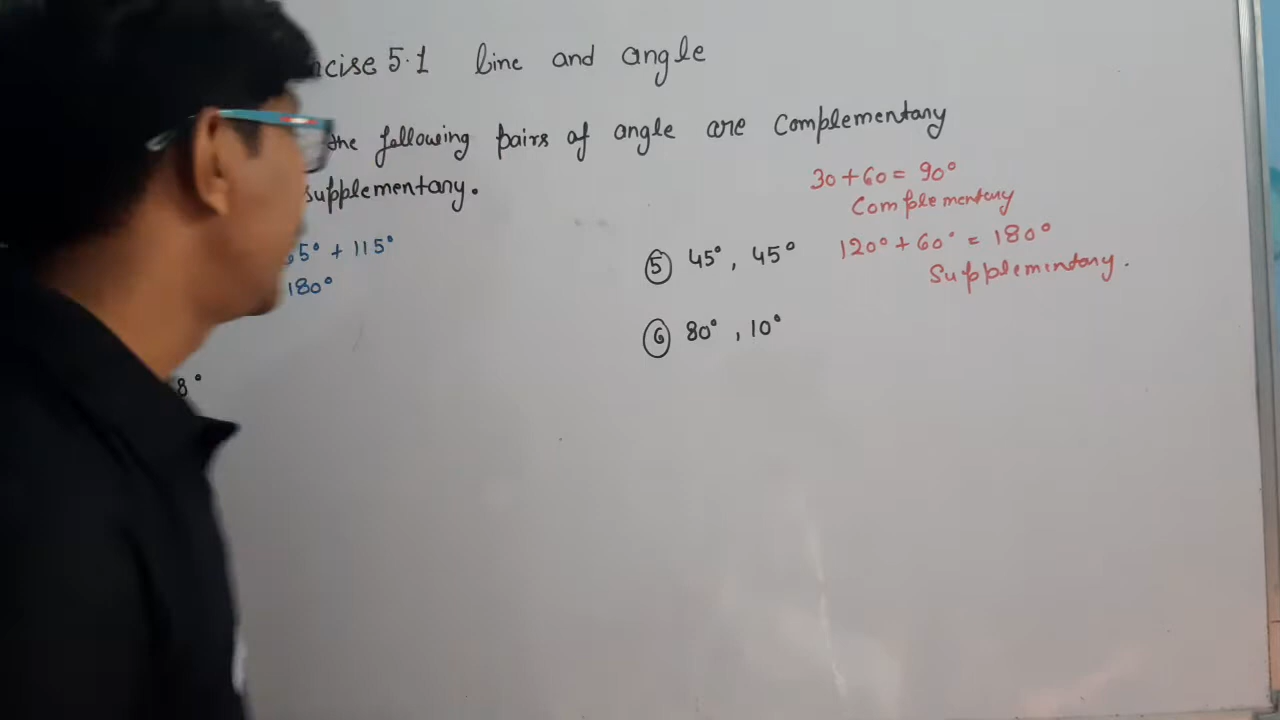 cise 5.1 line and angle
the following pairs of angle are complementary
supplementary.
30+60 = 90°
Complementary
5° + 115°
180°
⑤ 45°, 45°
120°+60° = 180°
Supplementary.
⑥ 80°, 10°
8°